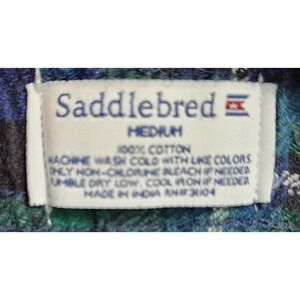 Saddlebred
MEDIUM
100% COTTON
MACHINE WASH COLD WITH LIKE COLORS.
ONLY NON-CHLORINE BLEACH IF NEEDED.
TUMBLE DRY LOW. COOL IRON IF NEEDED.
MADE IN INDIA RN#31104